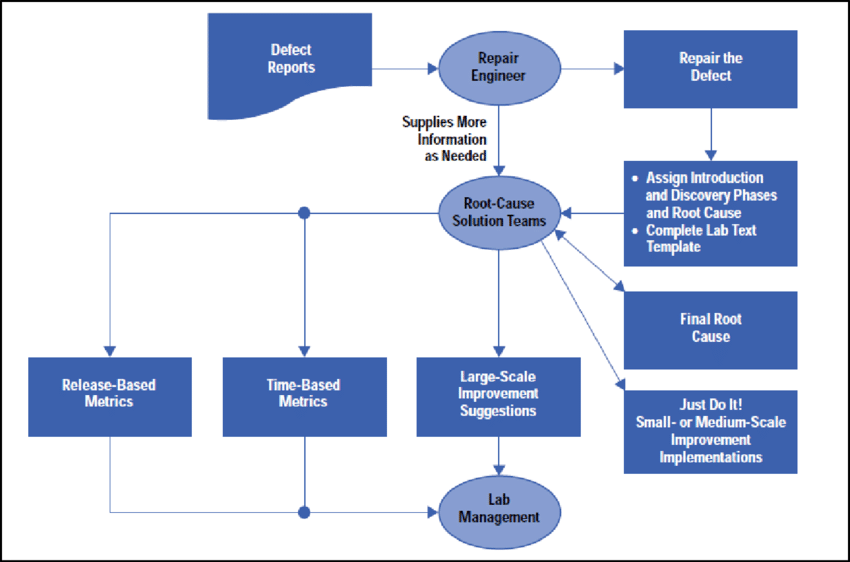 Defect
Reports
Repair
Engineer
Repair the
Defect
Supplies More
Information
as Needed
• Assign Introduction
and Discovery Phases
and Root Cause
• Complete Lab Text
Template
Root-Cause
Solution Teams
Final Root
Cause
Release-Based
Metrics
Time-Based
Metrics
Large-Scale
Improvement
Suggestions
Just Do It!
Small- or Medium-Scale
Improvement
Implementations
Lab
Management